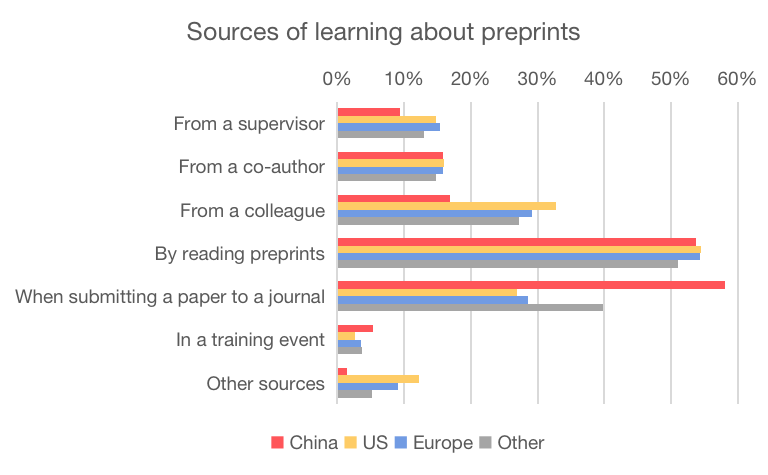 Sources of learning about preprints
0% 10% 20% 30% 40% 50% 60%
From a supervisor
From a co-author
From a colleague
By reading preprints
When submitting a paper to a journal
In a training event
Other sources
China US Europe Other